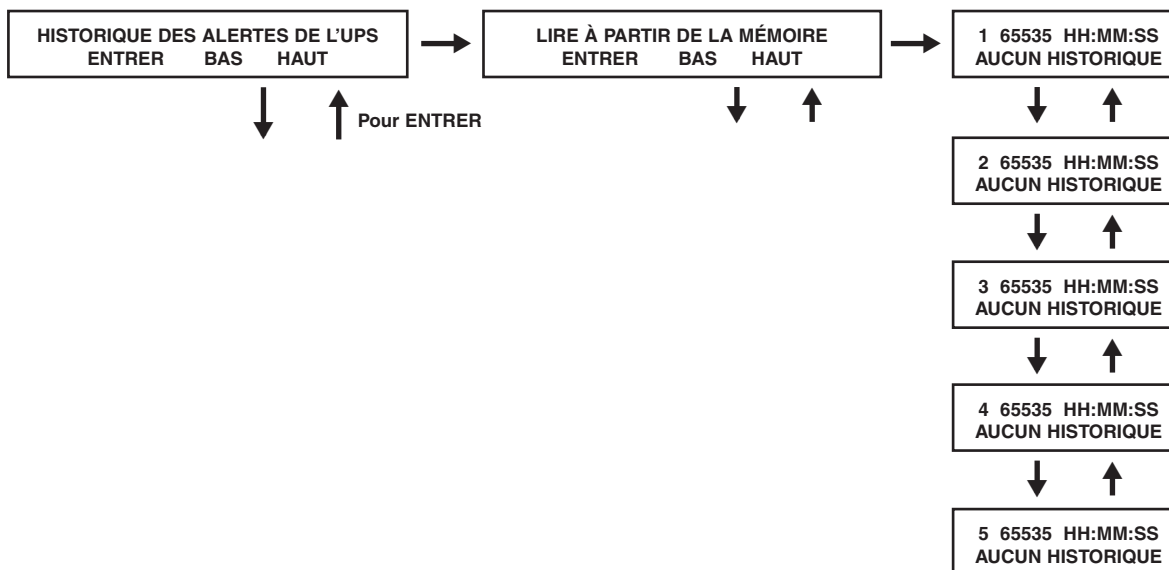 HISTORIQUE DES ALERTES DE L’UPS
ENTRER BAS HAUT
LIRE À PARTIR DE LA MÉMOIRE
ENTRER BAS HAUT
1 65535 HH:MM:SS
AUCUN HISTORIQUE
Pour ENTRER
2 65535 HH:MM:SS
AUCUN HISTORIQUE
3 65535 HH:MM:SS
AUCUN HISTORIQUE
4 65535 HH:MM:SS
AUCUN HISTORIQUE
5 65535 HH:MM:SS
AUCUN HISTORIQUE